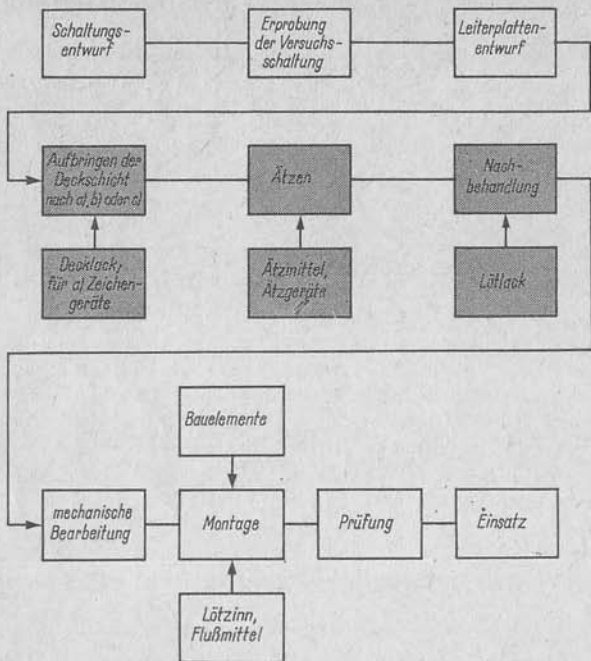 Schaltungs-
entwurf
Erprobung
der Versuchs-
schaltung
Leiterplatten-
entwurf
Aufbringen der
Deckschicht
nach a), b) oder c)
Ätzen
Nach-
behandlung
Decklack,
für a) Zeichen-
geräte
Ätzmittel,
Ätzgeräte
Lötlack
Bauelemente
mechanische
Bearbeitung
Montage
Prüfung
Einsatz
Lötzinn,
Flußmittel